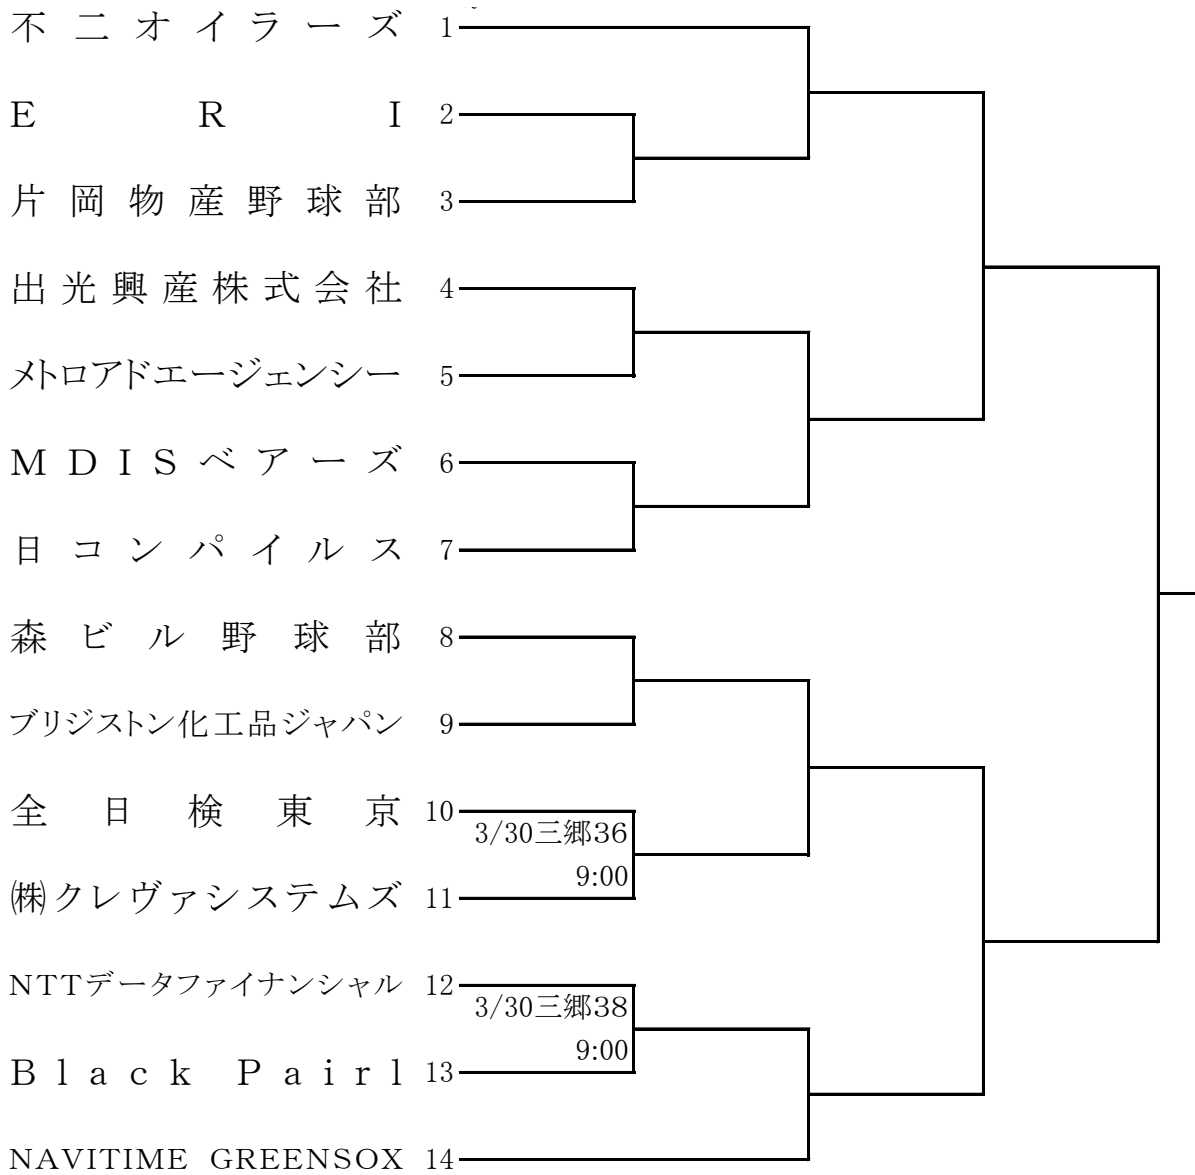 不二オイラーズ 1
ERI 2
片岡物産野球部 3
出光興産株式会社 4
メトロアドエージェンシー 5
MDISベアーズ 6
日コンパイルス 7
森ビル野球部 8
ブリジストン化工品ジャパン 9
全日検東京 10
3/30三郷36
9:00
㈱クレヴァシステムズ 11
NTTデータファイナンシャル 12
3/30三郷38
9:00
Black Pairl 13
NAVITIME GREENSOX 14